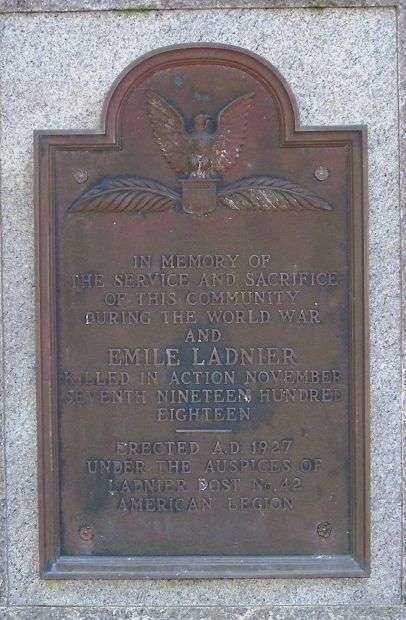 IN MEMORY OF
THE SERVICE AND SACRIFICE
OF THIS COMMUNITY
DURING THE WORLD WAR
AND
EMILE LADNIER
KILLED IN ACTION NOVEMBER
SEVENTH NINETEEN HUNDRED
EIGHTEEN
ERECTED A.D. 1927
UNDER THE AUSPICES OF
LADNIER POST No. 42
AMERICAN LEGION